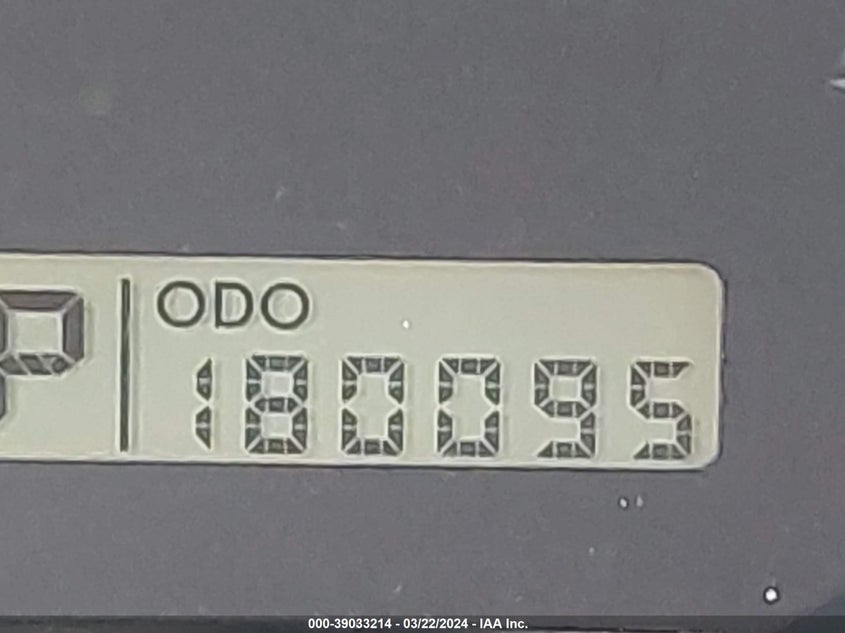 P
ODO
180095
000-39033214 - 03/22/2024 - IAA Inc.